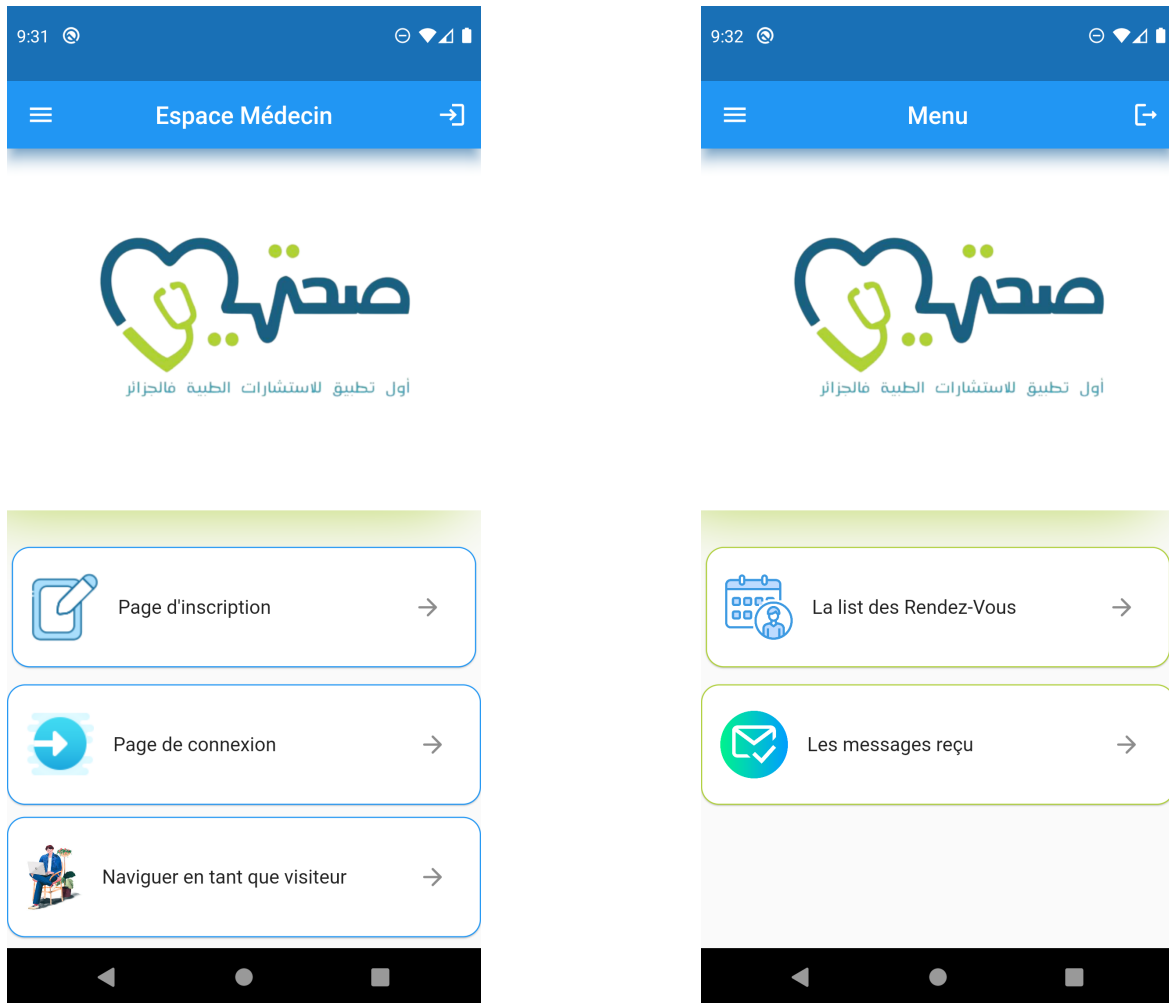 9:31
Espace Médecin
صحتي
أول تطبيق للاستشارات الطبية فالجزائر
Page d'inscription
Page de connexion
Naviguer en tant que visiteur
9:32
Menu
صحتي
أول تطبيق للاستشارات الطبية فالجزائر
La list des Rendez-Vous
Les messages reçu